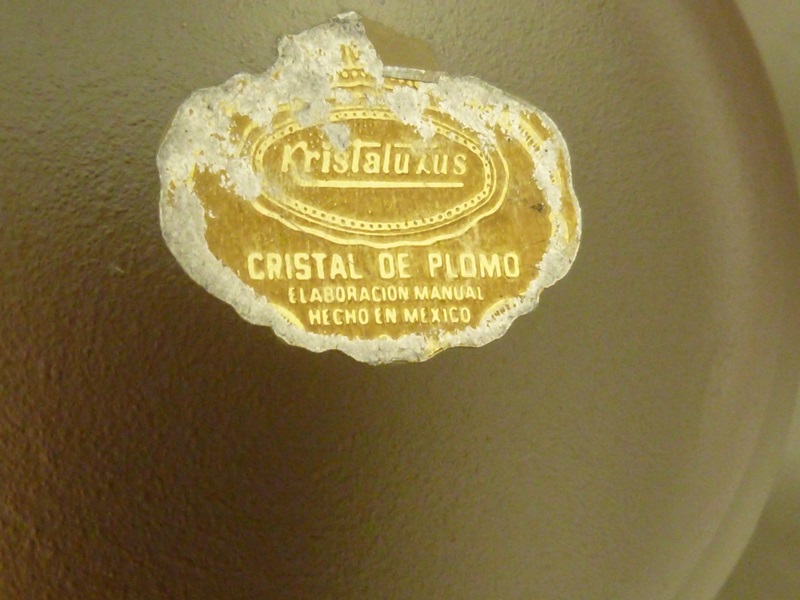 Kristaluxus
CRISTAL DE PLOMO
ELABORACION MANUAL
HECHO EN MEXICO